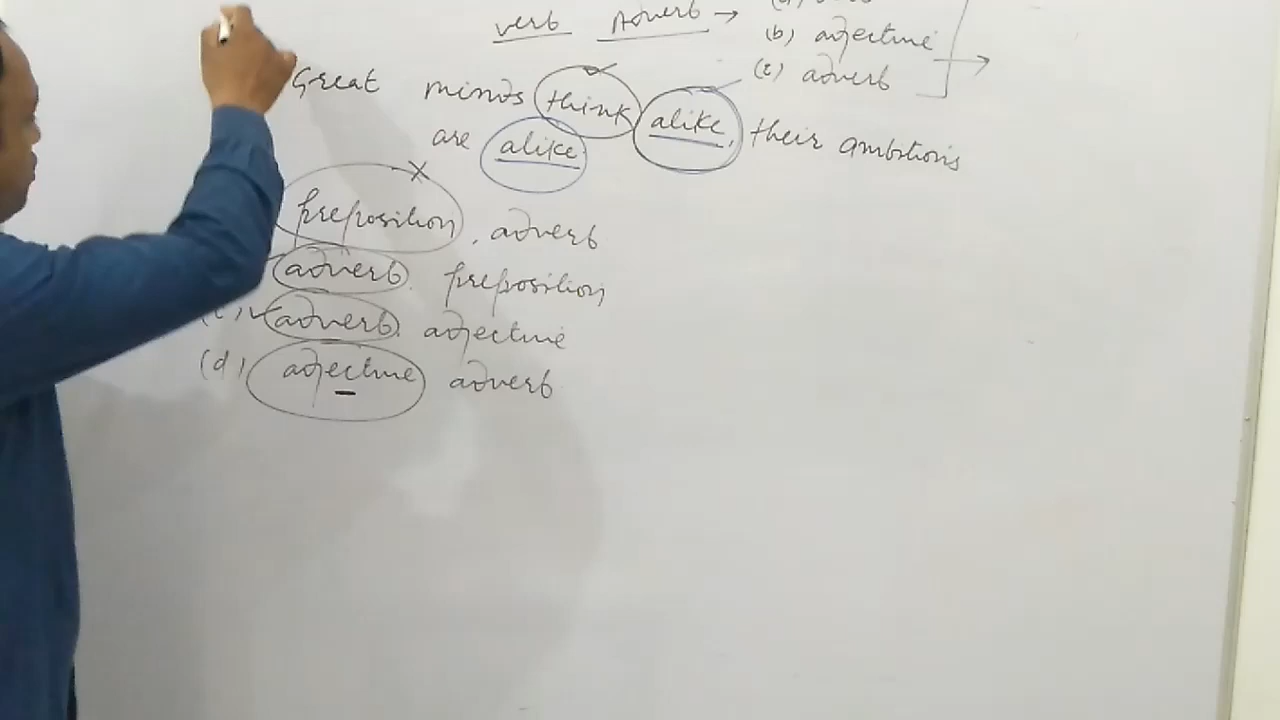 verb Adverb →
(b) adjective
(c) adverb
Great minds think alike, their ambitions
are alike.
preposition, adverb
adverb, preposition
(c) adverb, adjective
(d) adjective adverb